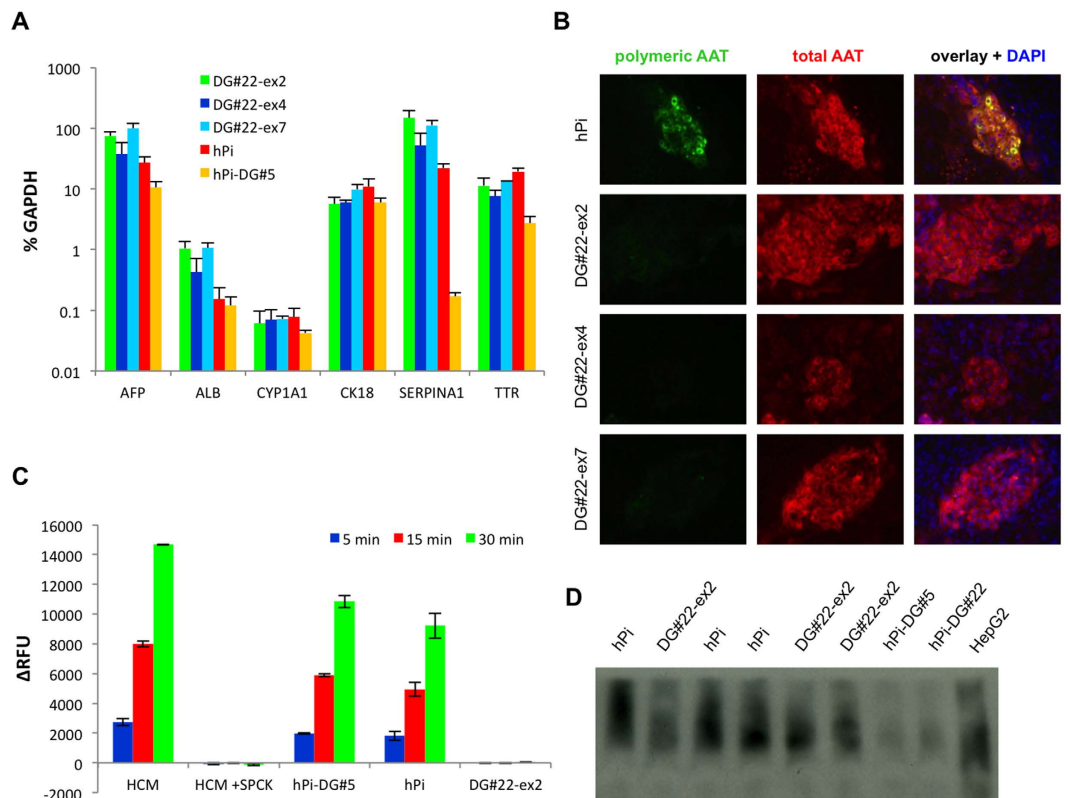 A
1000
100
10
1
0.1
0.01
% GAPDH
DG#22-ex2
DG#22-ex4
DG#22-ex7
hPi
hPi-DG#5
AFP ALB CYP1A1 CK18 SERPINA1 TTR
B
polymeric AAT total AAT overlay + DAPI
hPi
DG#22-ex2
DG#22-ex4
DG#22-ex7
C
16000
14000
12000
10000
8000
6000
4000
2000
0
-2000
ΔRFU
5 min 15 min 30 min
HCM HCM +SPCK hPi-DG#5 hPi DG#22-ex2
D
hPi DG#22-ex2 hPi hPi DG#22-ex2 DG#22-ex2 hPi-DG#5 hPi-DG#22 HepG2